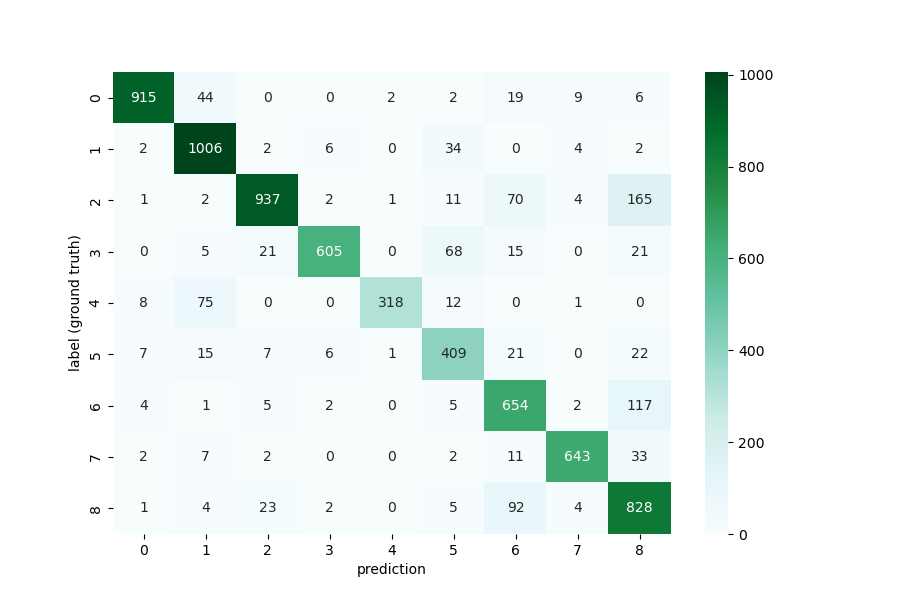 0 915 44 0 0 2 2 19 9 6
1 2 1006 2 6 0 34 0 4 2
2 1 2 937 2 1 11 70 4 165
3 0 5 21 605 0 68 15 0 21
4 8 75 0 0 318 12 0 1 0
5 7 15 7 6 1 409 21 0 22
6 4 1 5 2 0 5 654 2 117
7 2 7 2 0 0 2 11 643 33
8 1 4 23 2 0 5 92 4 828
0 1 2 3 4 5 6 7 8
prediction
label (ground truth)
1000
800
600
400
200
0